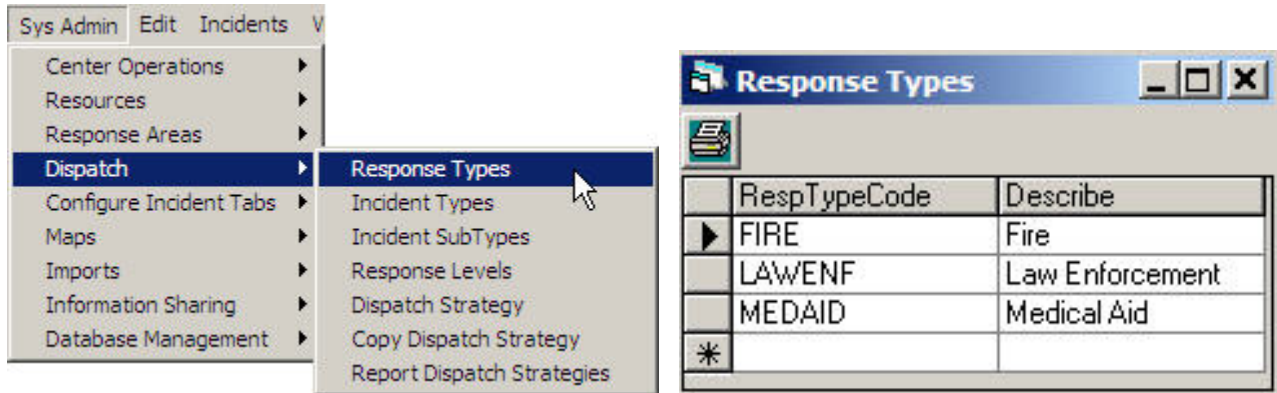 Sys Admin Edit Incidents
Center Operations
Resources
Response Areas
Dispatch
Configure Incident Tabs
Maps
Imports
Information Sharing
Database Management
Response Types
Incident Types
Incident SubTypes
Response Levels
Dispatch Strategy
Copy Dispatch Strategy
Report Dispatch Strategies
Response Types
RespTypeCode Describe
FIRE Fire
LAWENF Law Enforcement
MEDAID Medical Aid